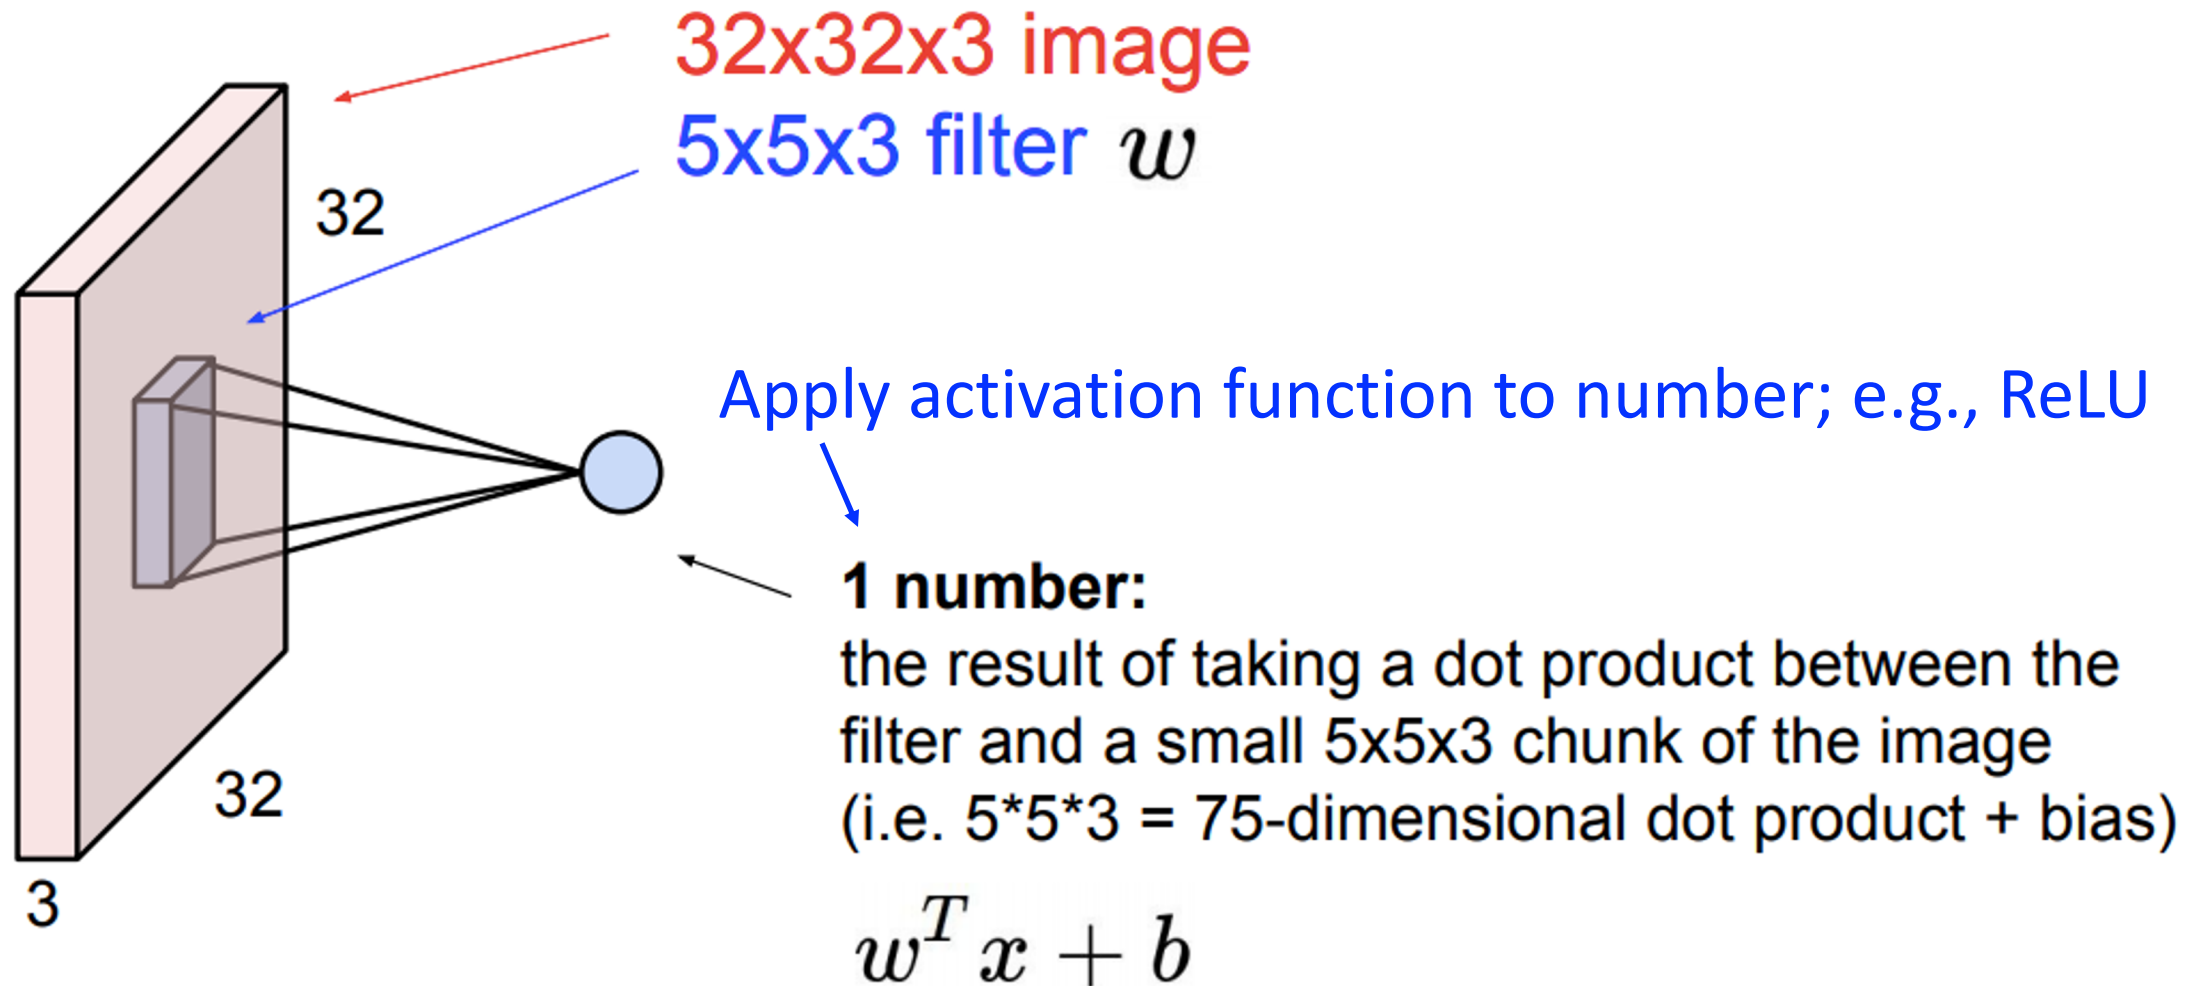 32x32x3 image
5x5x3 filter w
32
Apply activation function to number; e.g., ReLU
1 number:
the result of taking a dot product between the
filter and a small 5x5x3 chunk of the image
(i.e. 5*5*3 = 75-dimensional dot product + bias)
32
3
w^T x + b